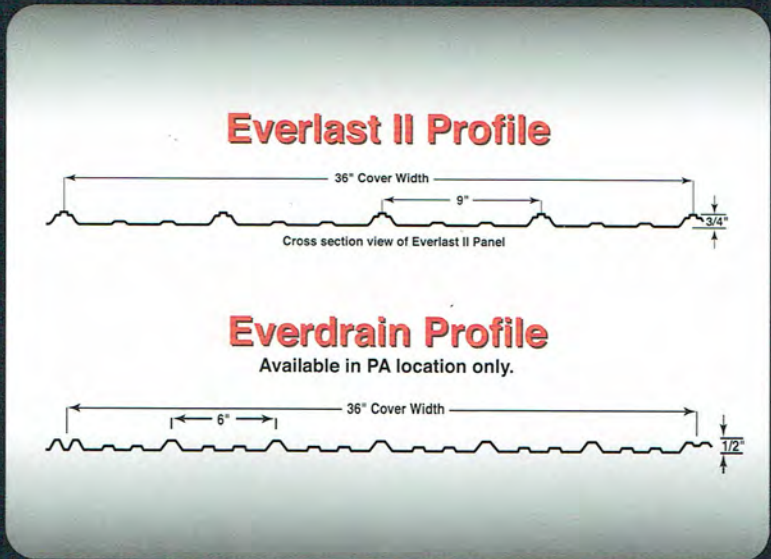 Everlast II Profile
36" Cover Width
9"
3/4"
Cross section view of Everlast II Panel
Everdrain Profile
Available in PA location only.
36" Cover Width
6"
1/2"